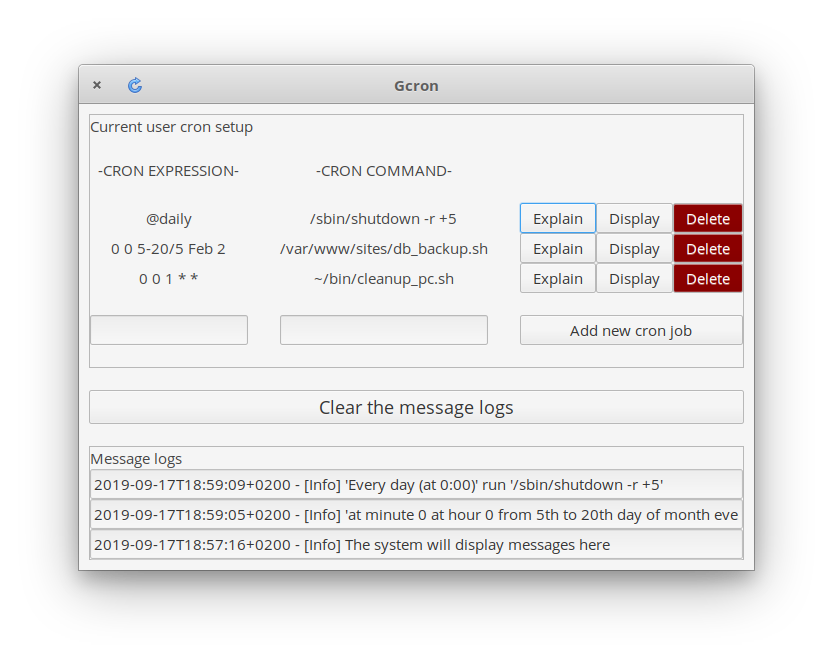 Gcron
Current user cron setup
-CRON EXPRESSION- -CRON COMMAND-
@daily /sbin/shutdown -r +5 Explain Display Delete
0 0 5-20/5 Feb 2 /var/www/sites/db_backup.sh Explain Display Delete
0 0 1 * * ~/bin/cleanup_pc.sh Explain Display Delete
Add new cron job
Clear the message logs
Message logs
2019-09-17T18:59:09+0200 - [Info] 'Every day (at 0:00)' run '/sbin/shutdown -r +5'
2019-09-17T18:59:05+0200 - [Info] 'at minute 0 at hour 0 from 5th to 20th day of month eve
2019-09-17T18:57:16+0200 - [Info] The system will display messages here